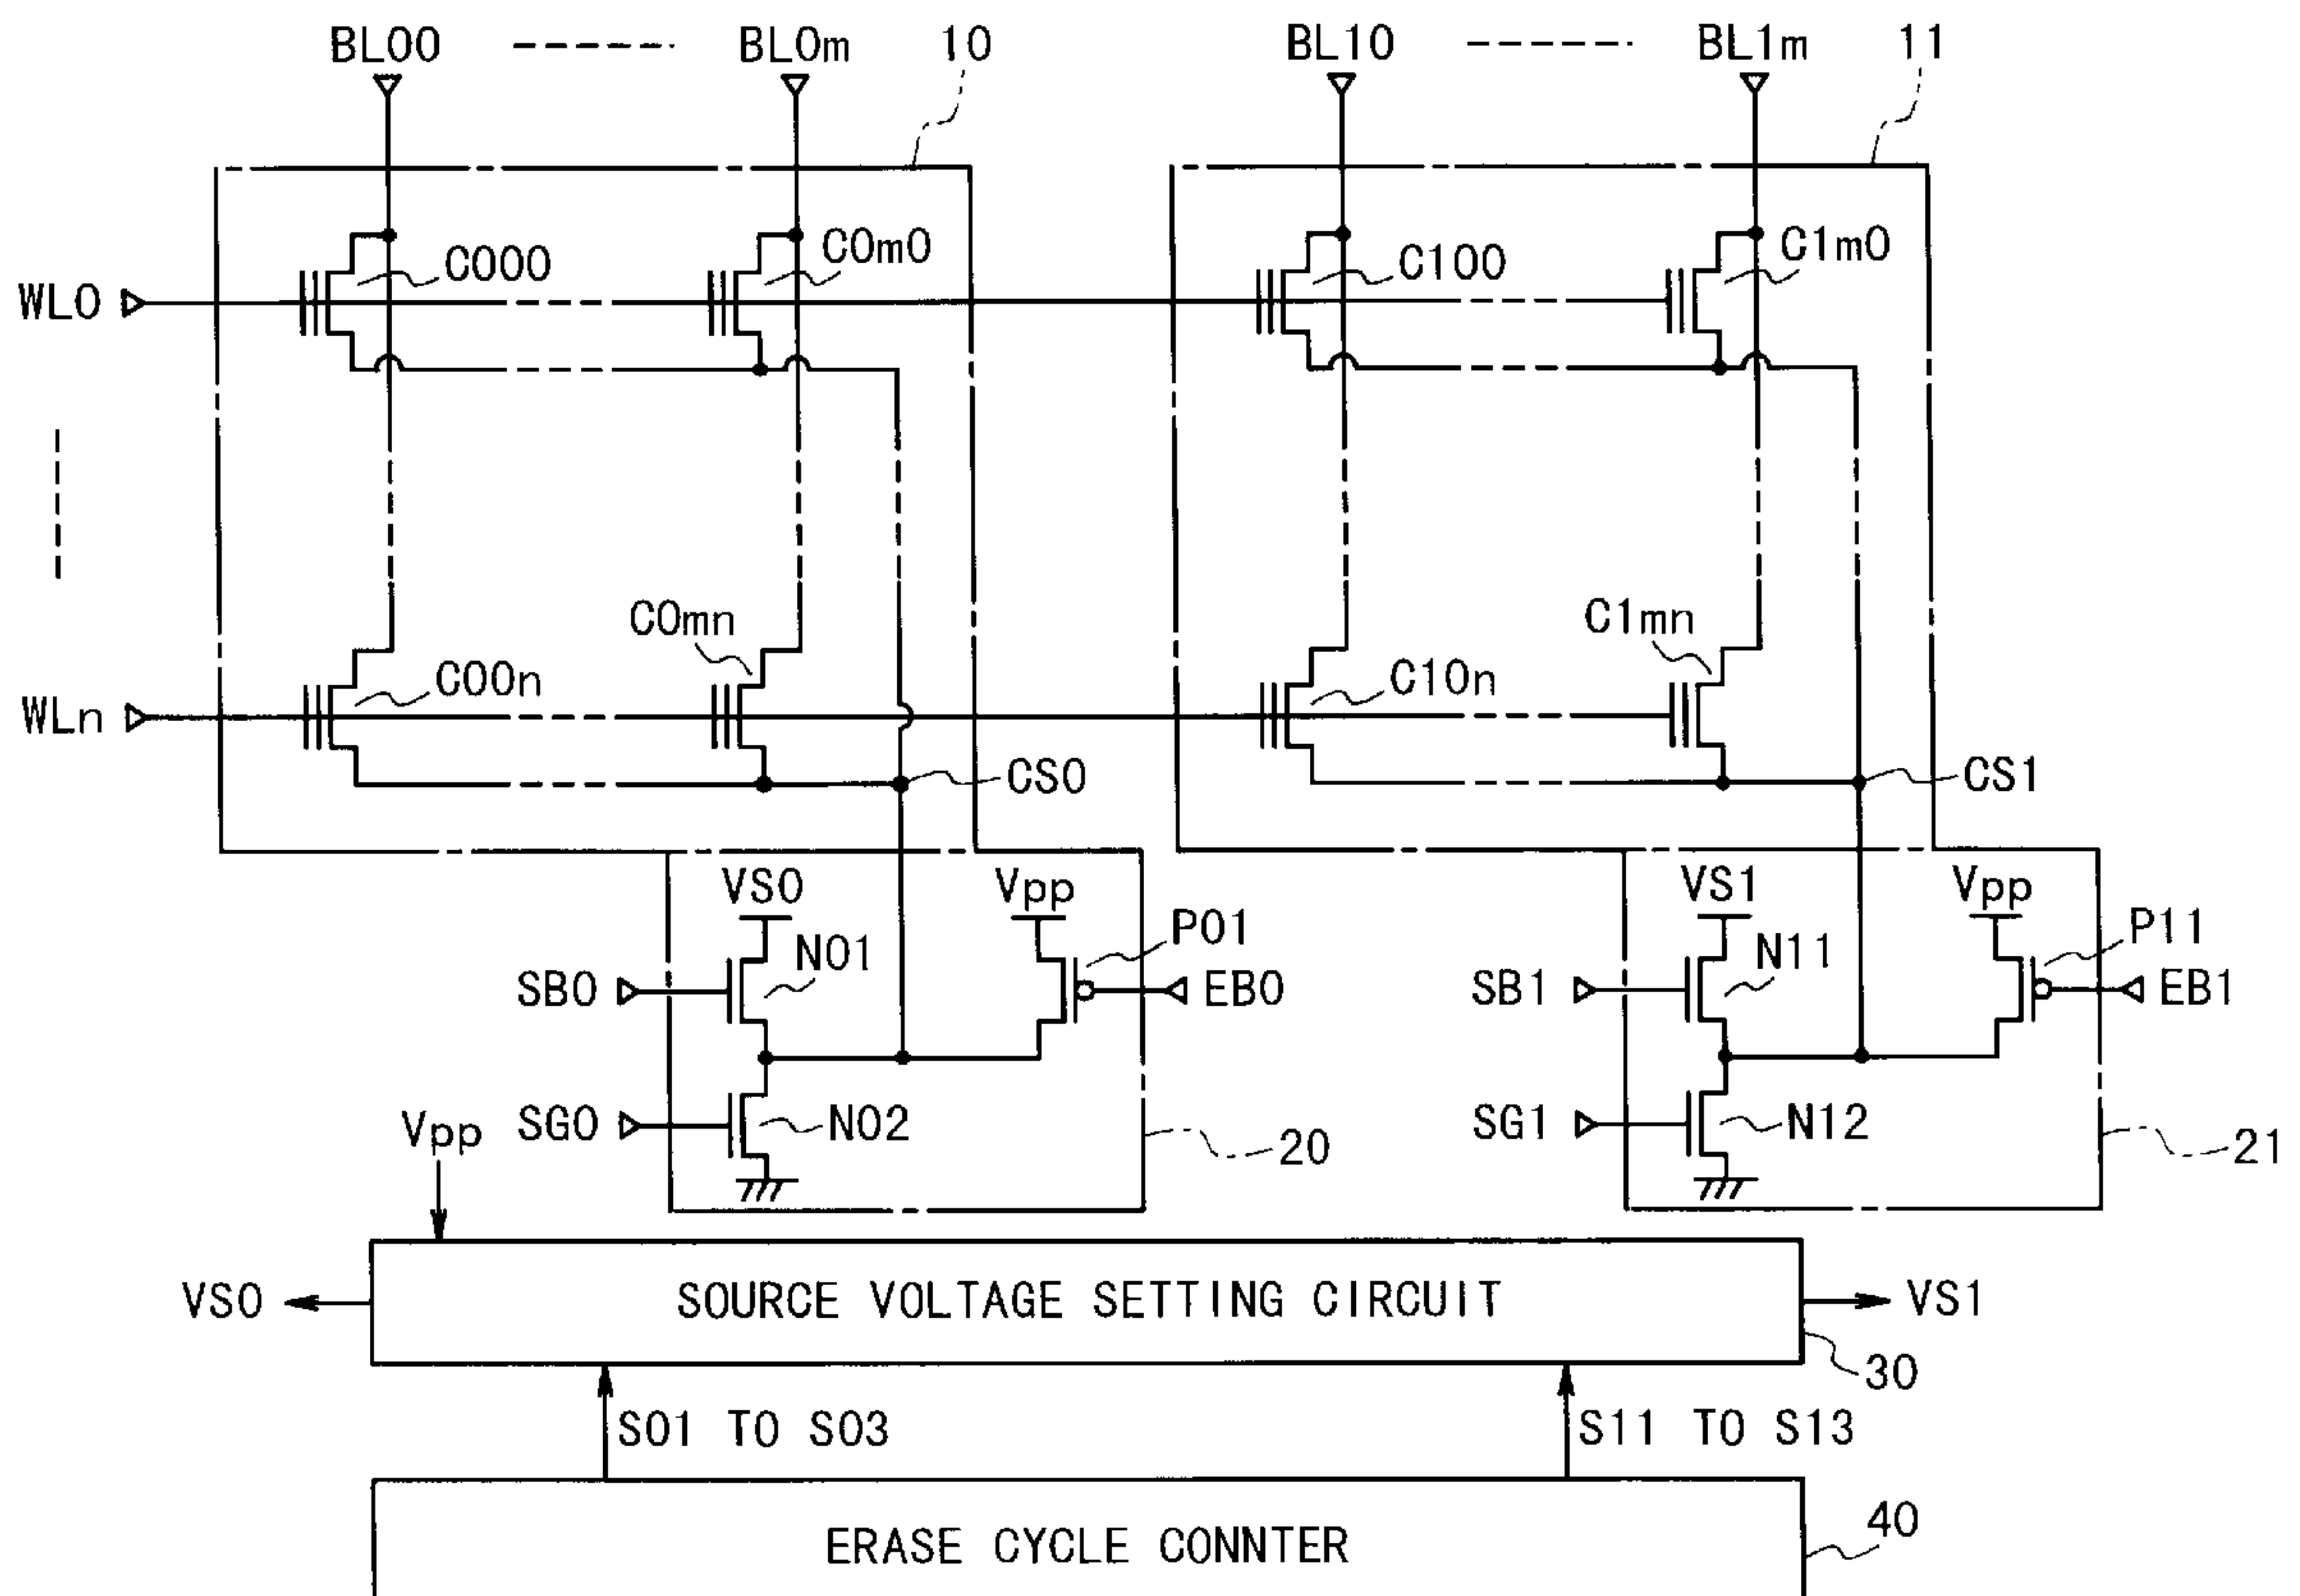 BL00 BL0m 10 BL10 BL1m 11
C000 C0m0 C100 C1m0
WL0
C0mn C1mn
C00n C10n
WLn
CS0 CS1
VS0 Vpp VS1 Vpp
N01 P01 N11 P11
SB0 EB0 SB1 EB1
Vpp SG0 N02 20 SG1 N12 21
VS0 SOURCE VOLTAGE SETTING CIRCUIT VS1
30
S01 TO S03 S11 TO S13
ERASE CYCLE CONNTER 40